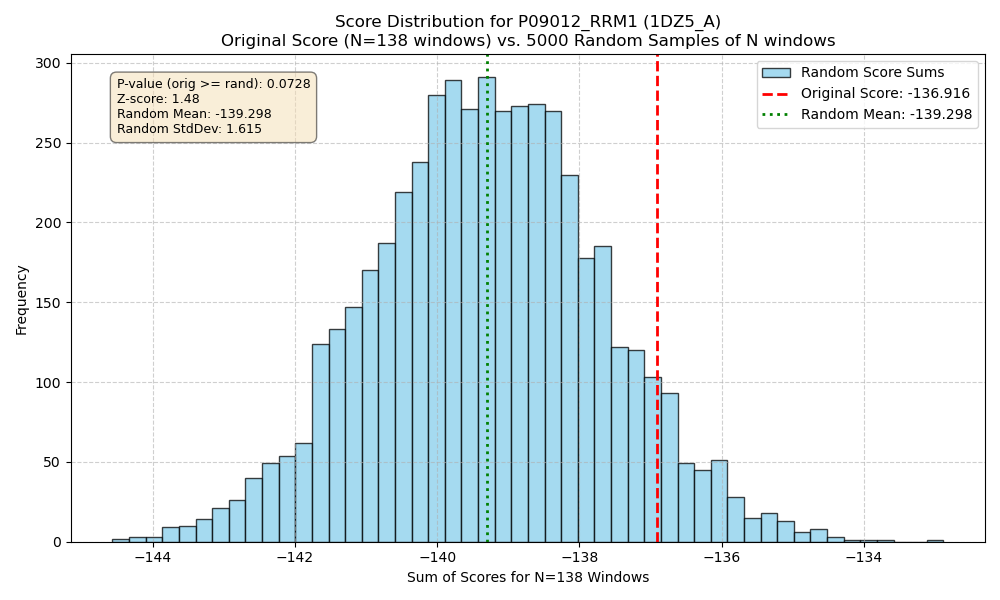 Score Distribution for P09012_RRM1 (1DZ5_A)
Original Score (N=138 windows) vs. 5000 Random Samples of N windows
P-value (orig >= rand): 0.0728
Z-score: 1.48
Random Mean: -139.298
Random StdDev: 1.615
Random Score Sums
Original Score: -136.916
Random Mean: -139.298
Frequency
300
250
200
150
100
50
0
−144
−142
−140
−138
−136
−134
Sum of Scores for N=138 Windows